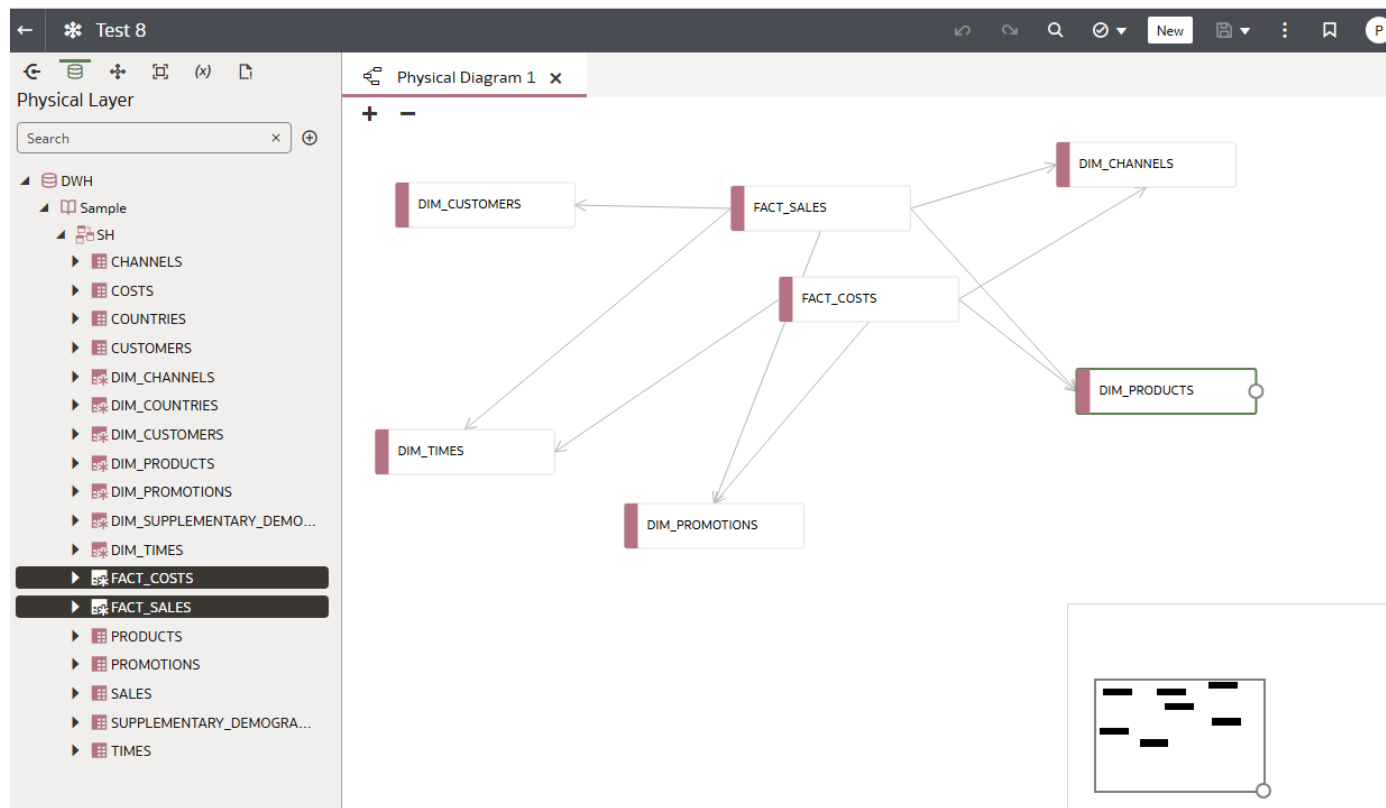 Test 8
New
P
(x)
Physical Diagram 1
Physical Layer
Search
DWH
Sample
SH
CHANNELS
COSTS
COUNTRIES
CUSTOMERS
DIM_CHANNELS
DIM_COUNTRIES
DIM_CUSTOMERS
DIM_PRODUCTS
DIM_PROMOTIONS
DIM_SUPPLEMENTARY_DEMO...
DIM_TIMES
FACT_COSTS
FACT_SALES
PRODUCTS
PROMOTIONS
SALES
SUPPLEMENTARY_DEMOGRA...
TIMES
DIM_CHANNELS
DIM_CUSTOMERS
FACT_SALES
FACT_COSTS
DIM_PRODUCTS
DIM_TIMES
DIM_PROMOTIONS